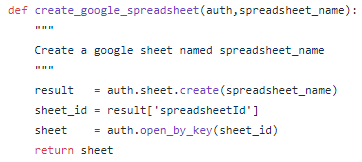 def create_google_spreadsheet(auth,spreadsheet_name):
    """
    Create a google sheet named spreadsheet_name
    """
    result   = auth.sheet.create(spreadsheet_name)
    sheet_id = result['spreadsheetId']
    sheet    = auth.open_by_key(sheet_id)
    return sheet